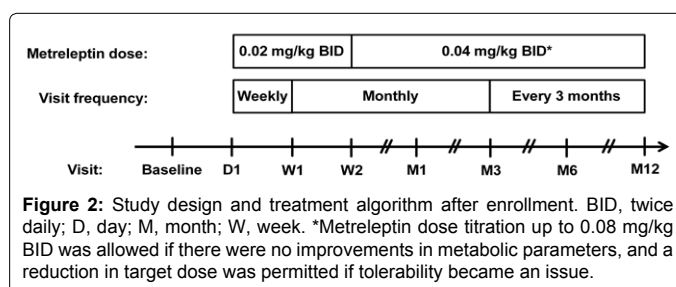 Metreleptin dose: 0.02 mg/kg BID 0.04 mg/kg BID*
Visit frequency: Weekly Monthly Every 3 months
Visit: Baseline D1 W1 W2 M1 M3 M6 M12
Figure 2: Study design and treatment algorithm after enrollment. BID, twice
daily; D, day; M, month; W, week. *Metreleptin dose titration up to 0.08 mg/kg
BID was allowed if there were no improvements in metabolic parameters, and a
reduction in target dose was permitted if tolerability became an issue.